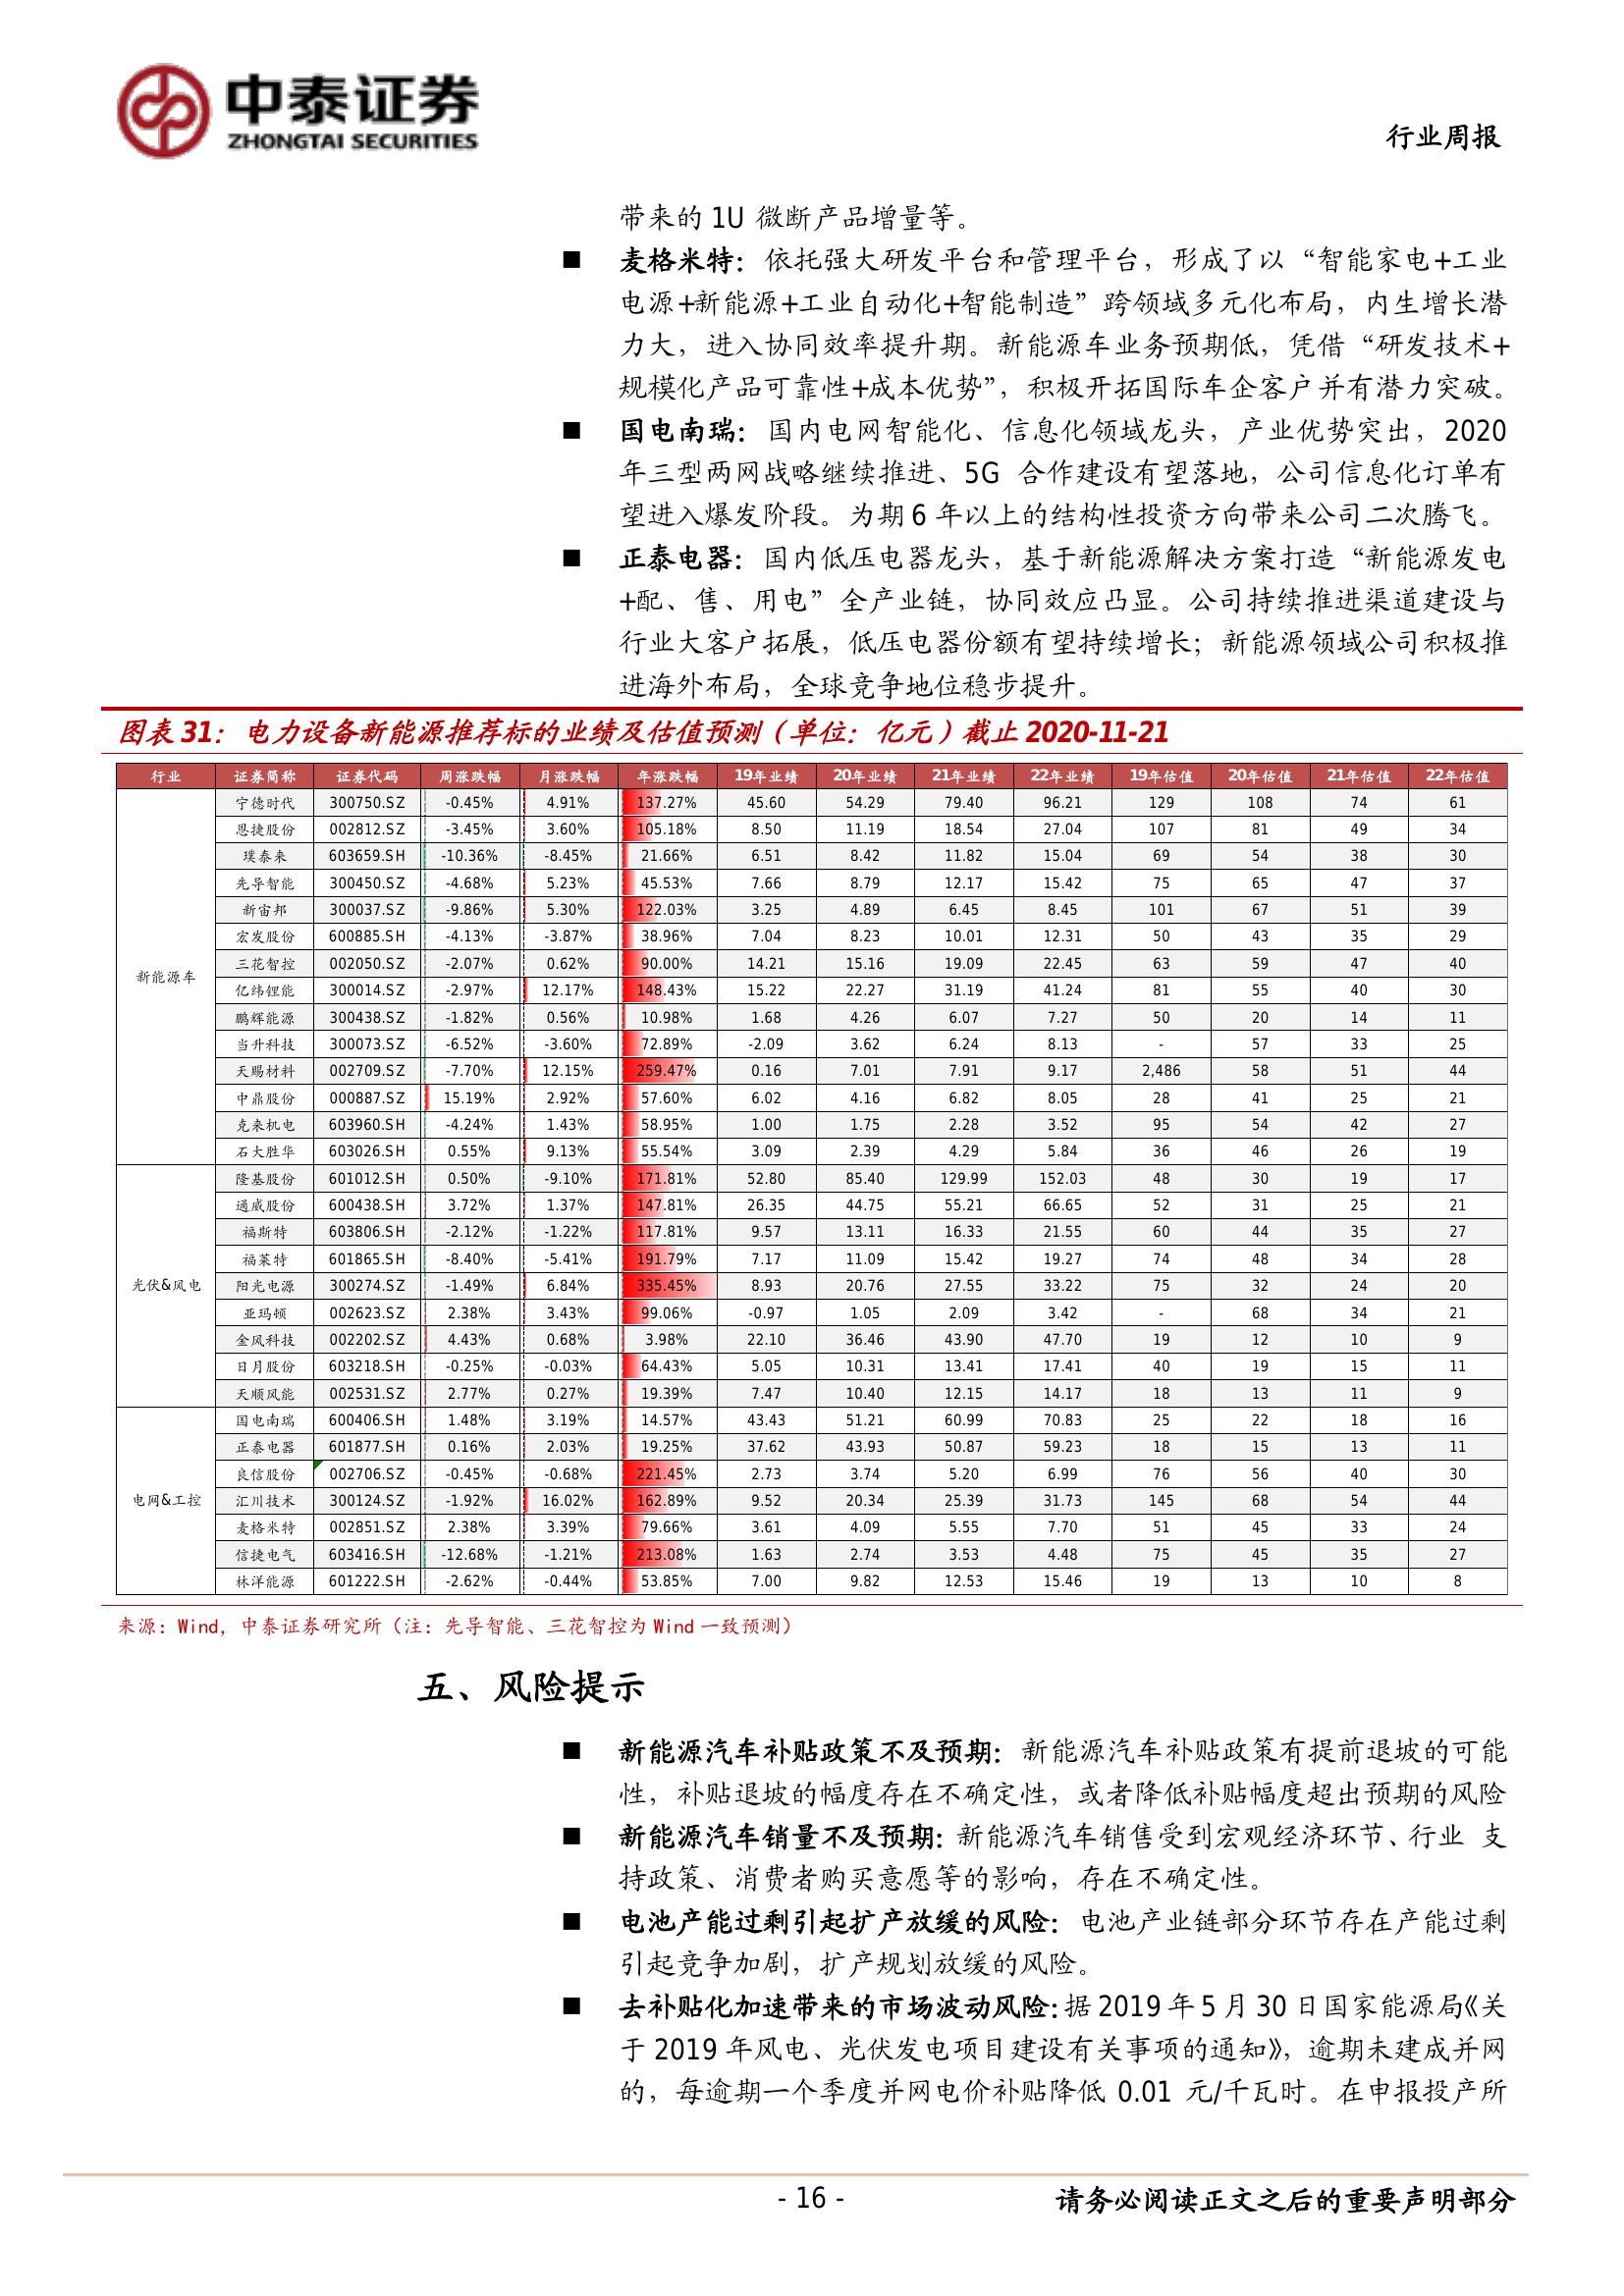 中泰证券
ZHONGTAI SECURITIES
行业周报
带来的 1U 微断产品增量等。
■ 麦格米特：依托强大研发平台和管理平台，形成了以“智能家电+工业
电源+新能源+工业自动化+智能制造”跨领域多元化布局，内生增长潜
力大，进入协同效率提升期。新能源车业务预期低，凭借“研发技术+
规模化产品可靠性+成本优势”，积极开拓国际车企客户并有潜力突破。
■ 国电南瑞：国内电网智能化、信息化领域龙头，产业优势突出，2020
年三型两网战略继续推进、5G 合作建设有望落地，公司信息化订单有
望进入爆发阶段。为期 6 年以上的结构性投资方向带来公司二次腾飞。
■ 正泰电器：国内低压电器龙头，基于新能源解决方案打造“新能源发电
+配、售、用电”全产业链，协同效应凸显。公司持续推进渠道建设与
行业大客户拓展，低压电器份额有望持续增长；新能源领域公司积极推
进海外布局，全球竞争地位稳步提升。
图表 31：电力设备新能源推荐标的业绩及估值预测（单位：亿元）截止 2020-11-21
行业 证券简称 证券代码 周涨跌幅 月涨跌幅 年涨跌幅 19年业绩 20年业绩 21年业绩 22年业绩 19年估值 20年估值 21年估值 22年估值
新能源车
宁德时代 300750.SZ -0.45% 4.91% 137.27% 45.60 54.29 79.40 96.21 129 108 74 61
恩捷股份 002812.SZ -3.45% 3.60% 105.18% 8.50 11.19 18.54 27.04 107 81 49 34
璞泰来 603659.SH -10.36% -8.45% 21.66% 6.51 8.42 11.82 15.04 69 54 38 30
先导智能 300450.SZ -4.68% 5.23% 45.53% 7.66 8.79 12.17 15.42 75 65 47 37
新宙邦 300037.SZ -9.86% 5.30% 122.03% 3.25 4.89 6.45 8.45 101 67 51 39
宏发股份 600885.SH -4.13% -3.87% 38.96% 7.04 8.23 10.01 12.31 50 43 35 29
三花智控 002050.SZ -2.07% 0.62% 90.00% 14.21 15.16 19.09 22.45 63 59 47 40
亿纬锂能 300014.SZ -2.97% 12.17% 148.43% 15.22 22.27 31.19 41.24 81 55 40 30
鹏辉能源 300438.SZ -1.82% 0.56% 10.98% 1.68 4.26 6.07 7.27 50 20 14 11
当升科技 300073.SZ -6.52% -3.60% 72.89% -2.09 3.62 6.24 8.13 - 57 33 25
天赐材料 002709.SZ -7.70% 12.15% 259.47% 0.16 7.01 7.91 9.17 2,486 58 51 44
中鼎股份 000887.SZ 15.19% 2.92% 57.60% 6.02 4.16 6.82 8.05 28 41 25 21
克来机电 603960.SH -4.24% 1.43% 58.95% 1.00 1.75 2.28 3.52 95 54 42 27
石大胜华 603026.SH 0.55% 9.13% 55.54% 3.09 2.39 4.29 5.84 36 46 26 19
光伏&风电
隆基股份 601012.SH 0.50% -9.10% 171.81% 52.80 85.40 129.99 152.03 48 30 19 17
通威股份 600438.SH 3.72% 1.37% 147.81% 26.35 44.75 55.21 66.65 52 31 25 21
福斯特 603806.SH -2.12% -1.22% 117.81% 9.57 13.11 16.33 21.55 60 44 35 27
福莱特 601865.SH -8.40% -5.41% 191.79% 7.17 11.09 15.42 19.27 74 48 34 28
阳光电源 300274.SZ -1.49% 6.84% 335.45% 8.93 20.76 27.55 33.22 75 32 24 20
亚玛顿 002623.SZ 2.38% 3.43% 99.06% -0.97 1.05 2.09 3.42 - 68 34 21
金风科技 002202.SZ 4.43% 0.68% 3.98% 22.10 36.46 43.90 47.70 19 12 10 9
日月股份 603218.SH -0.25% -0.03% 64.43% 5.05 10.31 13.41 17.41 40 19 15 11
天顺风能 002531.SZ 2.77% 0.27% 19.39% 7.47 10.40 12.15 14.17 18 13 11 9
电网&工控
国电南瑞 600406.SH 1.48% 3.19% 14.57% 43.43 51.21 60.99 70.83 25 22 18 16
正泰电器 601877.SH 0.16% 2.03% 19.25% 37.62 43.93 50.87 59.23 18 15 13 11
良信股份 002706.SZ -0.45% -0.68% 221.45% 2.73 3.74 5.20 6.99 76 56 40 30
汇川技术 300124.SZ -1.92% 16.02% 162.89% 9.52 20.34 25.39 31.73 145 68 54 44
麦格米特 002851.SZ 2.38% 3.39% 79.66% 3.61 4.09 5.55 7.70 51 45 33 24
信捷电气 603416.SH -12.68% -1.21% 213.08% 1.63 2.74 3.53 4.48 75 45 35 27
林洋能源 601222.SH -2.62% -0.44% 53.85% 7.00 9.82 12.53 15.46 19 13 10 8
来源：Wind，中泰证券研究所（注：先导智能、三花智控为 Wind 一致预测）
五、风险提示
■ 新能源汽车补贴政策不及预期：新能源汽车补贴政策有提前退坡的可能
性，补贴退坡的幅度存在不确定性，或者降低补贴幅度超出预期的风险
■ 新能源汽车销量不及预期：新能源汽车销售受到宏观经济环节、行业 支
持政策、消费者购买意愿等的影响，存在不确定性。
■ 电池产能过剩引起扩产放缓的风险：电池产业链部分环节存在产能过剩
引起竞争加剧，扩产规划放缓的风险。
■ 去补贴化加速带来的市场波动风险：据 2019 年 5 月 30 日国家能源局《关
于 2019 年风电、光伏发电项目建设有关事项的通知》，逾期未建成并网
的，每逾期一个季度并网电价补贴降低 0.01 元/千瓦时。在申报投产所
- 16 -
请务必阅读正文之后的重要声明部分